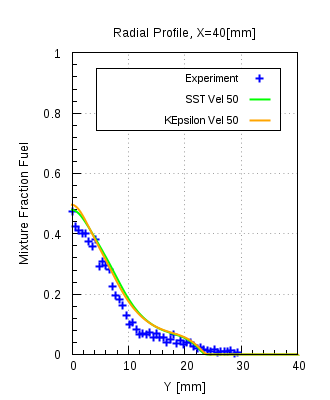 Radial Profile, X=40[mm]
1
Experiment
SST Vel 50
KEpsilon Vel 50
0.8
0.6
Mixture Fraction Fuel
0.4
0.2
0
0 10 20 30 40
Y [mm]